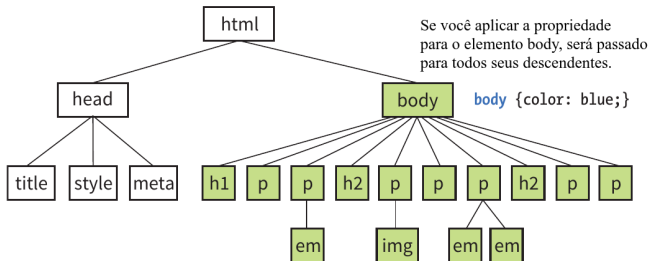 html
Se você aplicar a propriedade
para o elemento body, será passado
para todos seus descendentes.
head
body
body {color: blue;}
title style meta h1 p p h2 p p p h2 p p
em img em em